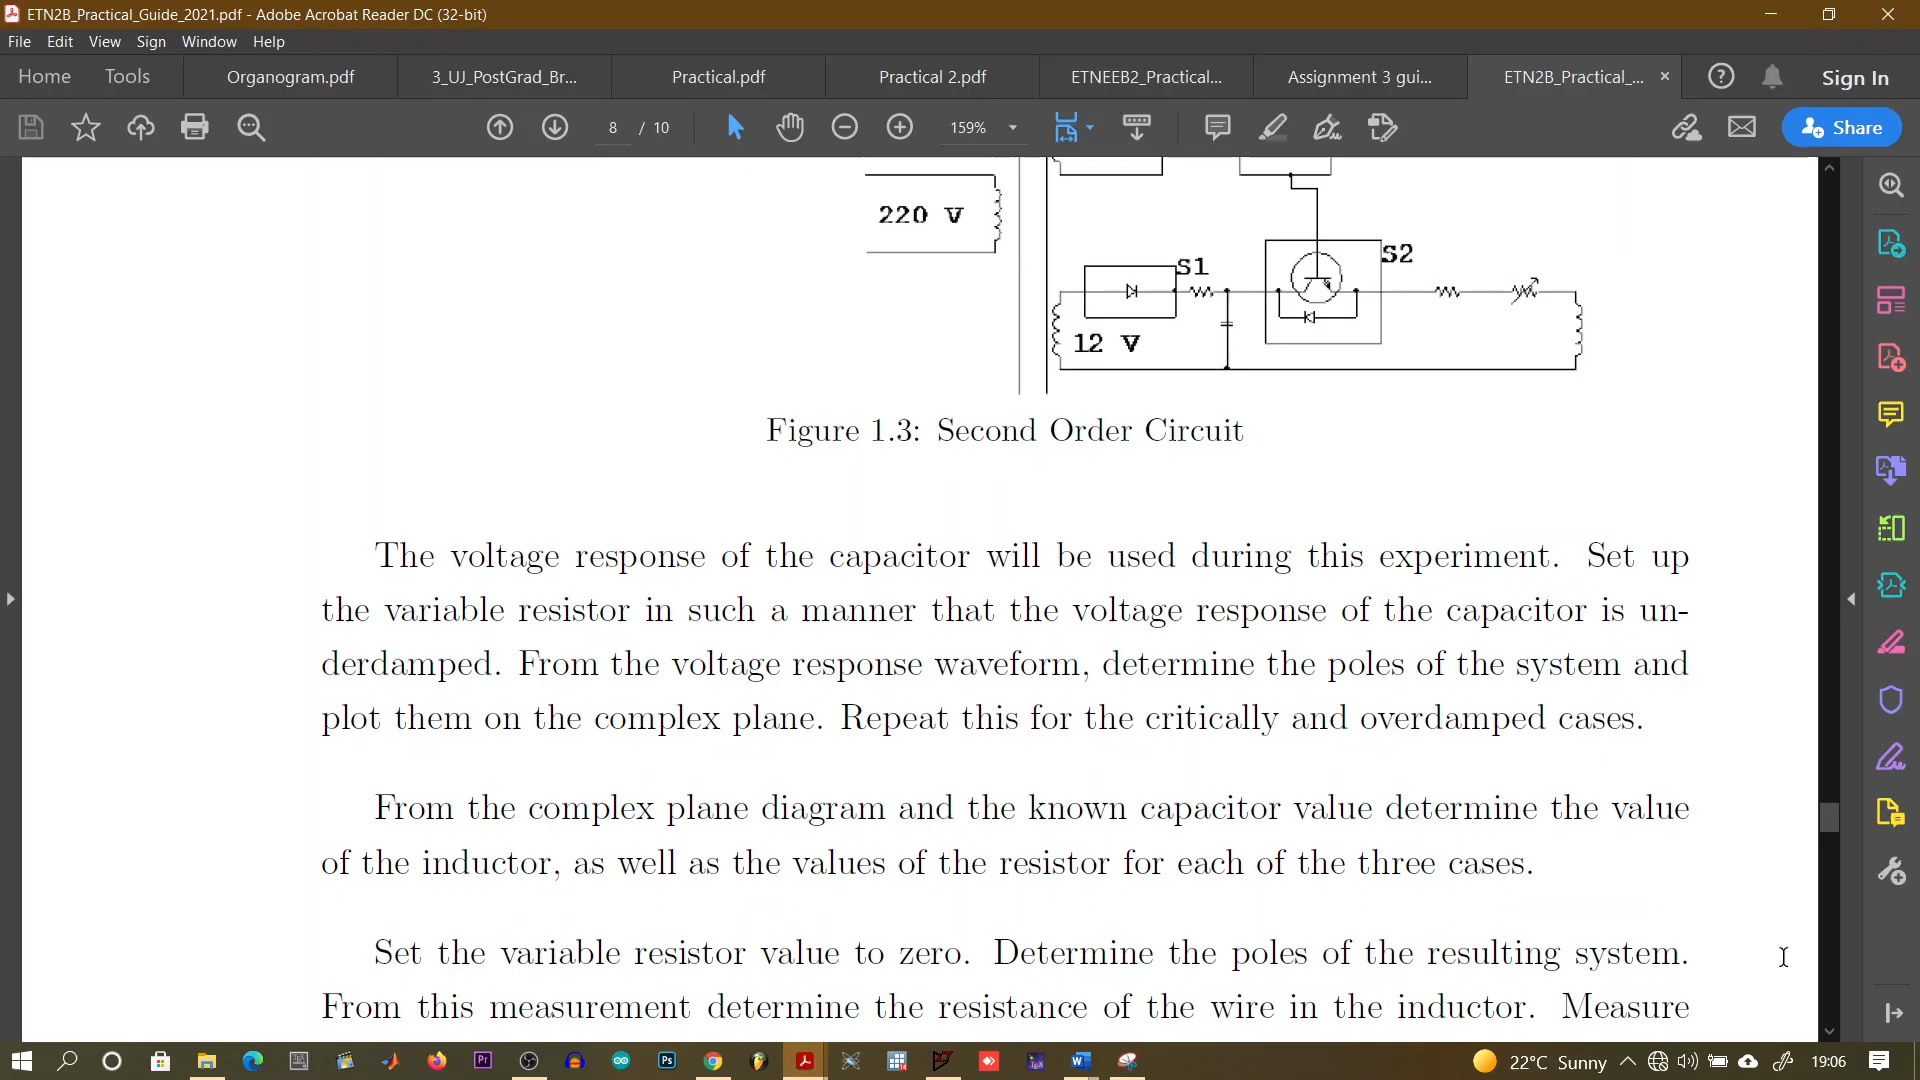 ETN2B_Practical_Guide_2021.pdf - Adobe Acrobat Reader DC (32-bit)
File Edit View Sign Window Help
Home Tools Organogram.pdf 3_UJ_PostGrad_Br... Practical.pdf Practical 2.pdf ETNEEB2_Practical... Assignment 3 gui... ETN2B_Practical_... × Sign In
8 / 10 159% Share
220 V
S1
S2
12 V
Figure 1.3: Second Order Circuit
The voltage response of the capacitor will be used during this experiment. Set up
the variable resistor in such a manner that the voltage response of the capacitor is un-
derdamped. From the voltage response waveform, determine the poles of the system and
plot them on the complex plane. Repeat this for the critically and overdamped cases.
From the complex plane diagram and the known capacitor value determine the value
of the inductor, as well as the values of the resistor for each of the three cases.
Set the variable resistor value to zero. Determine the poles of the resulting system.
From this measurement determine the resistance of the wire in the inductor. Measure
22°C Sunny 19:06